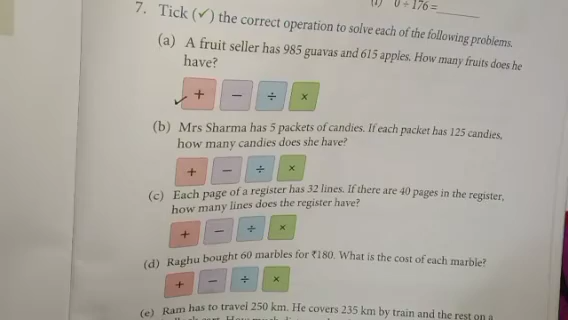 0 ÷ 176 =
7. Tick (✓) the correct operation to solve each of the following problems.
(a) A fruit seller has 985 guavas and 615 apples. How many fruits does he
have?
✓ + − ÷ ×
(b) Mrs Sharma has 5 packets of candies. If each packet has 125 candies,
how many candies does she have?
+ − ÷ ×
(c) Each page of a register has 32 lines. If there are 40 pages in the register,
how many lines does the register have?
+ − ÷ ×
(d) Raghu bought 60 marbles for ₹180. What is the cost of each marble?
+ − ÷ ×
(e) Ram has to travel 250 km. He covers 235 km by train and the rest on a